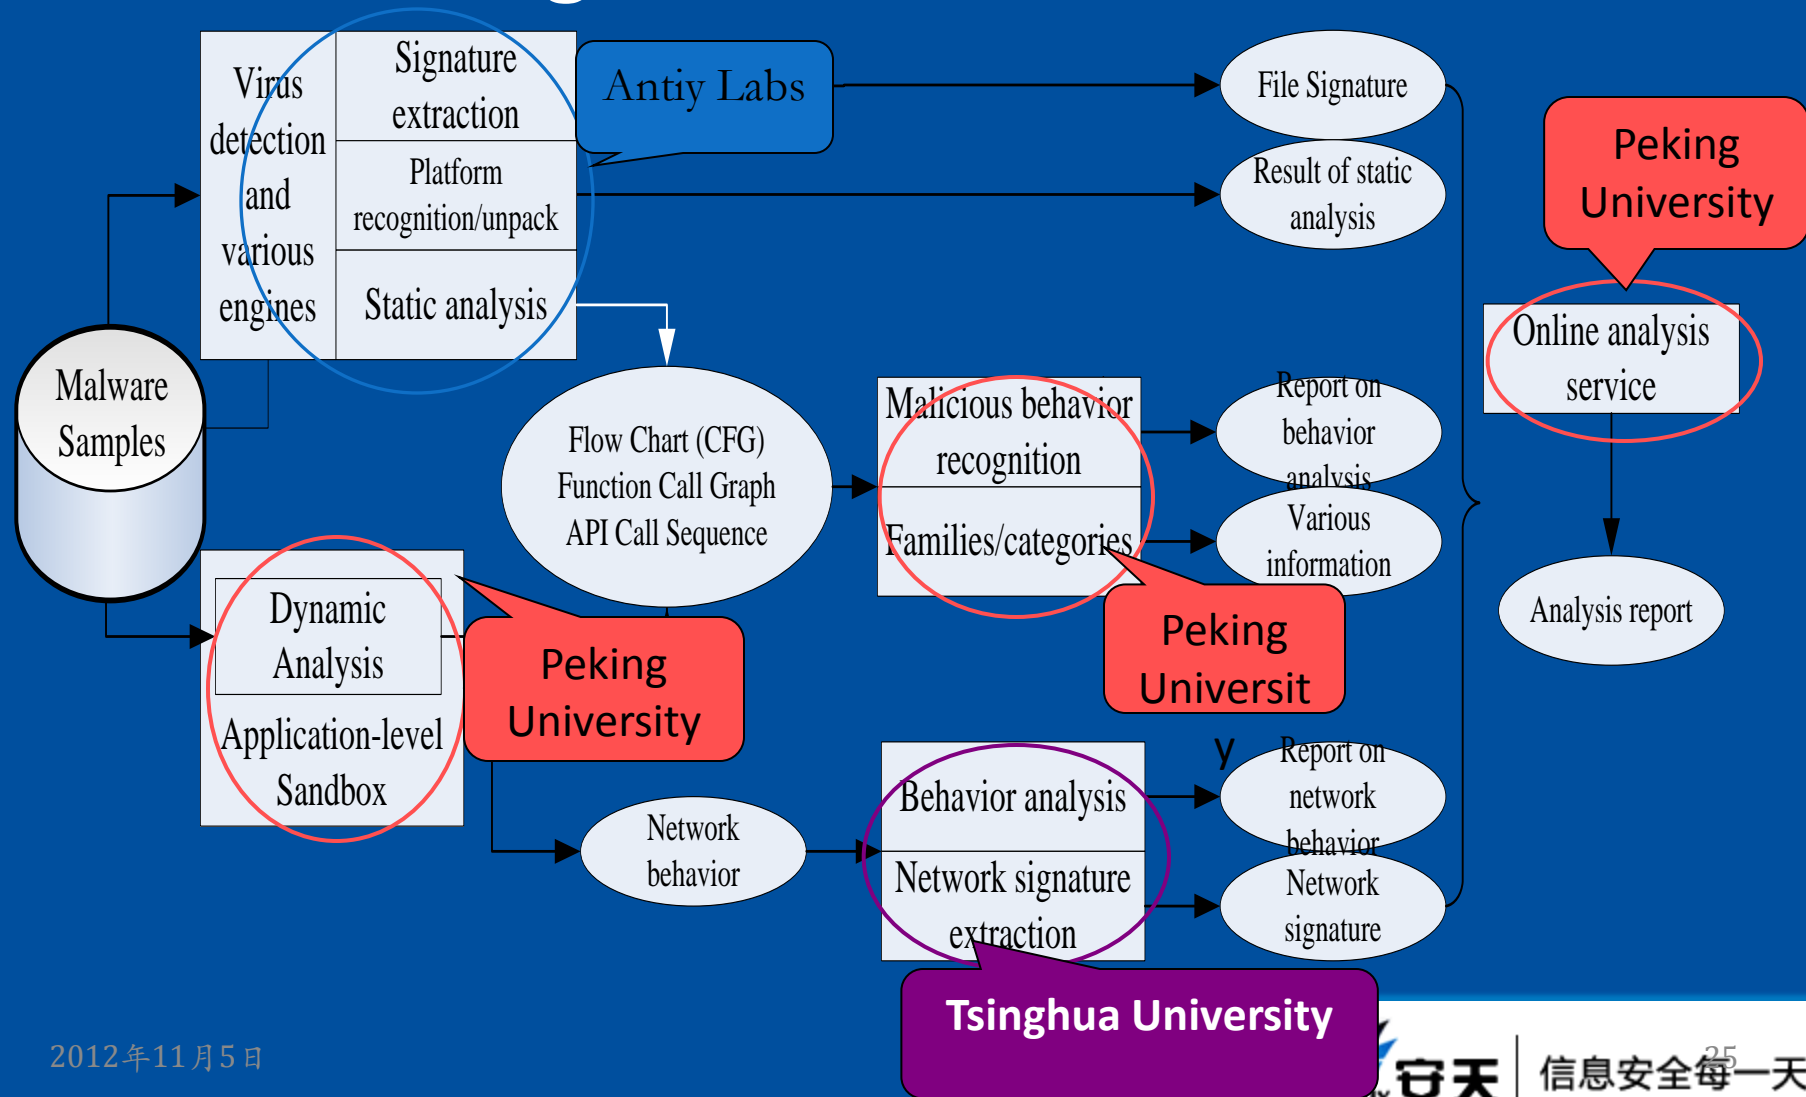 Virus
detection
and
various
engines
Signature
extraction
Platform
recognition/unpack
Static analysis
Antiy Labs
File Signature
Result of static
analysis
Peking
University
Online analysis
service
Analysis report
Malware
Samples
Flow Chart (CFG)
Function Call Graph
API Call Sequence
Malicious behavior
recognition
Families/categories
Report on
behavior
analysis
Various
information
Peking
Universit
y
Dynamic
Analysis
Application-level
Sandbox
Peking
University
Network
behavior
Behavior analysis
Network signature
extraction
Report on
network
behavior
Network
signature
Tsinghua University
2012年11月5日
安天
信息安全每一天
25